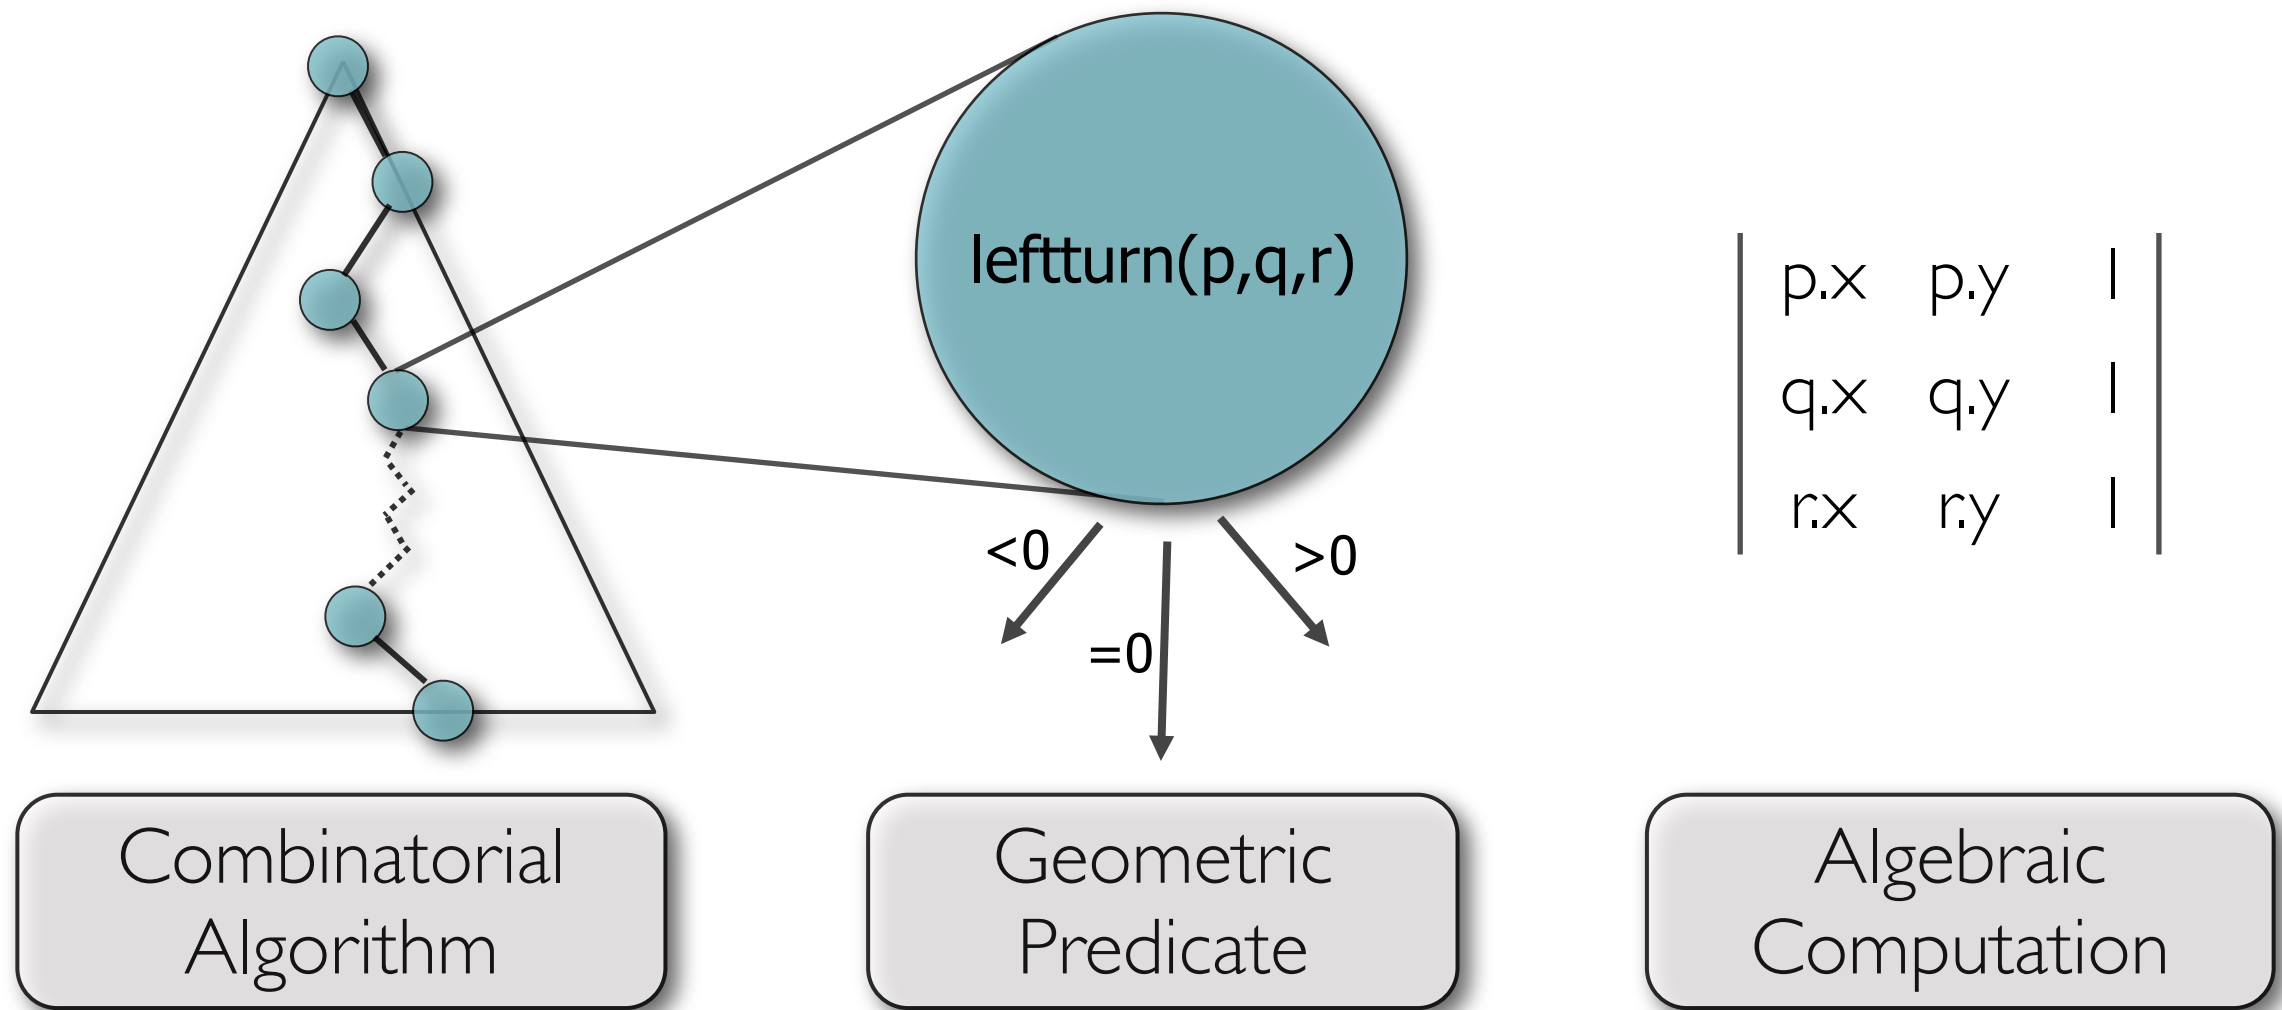 leftturn(p,q,r)
p.x p.y 1
q.x q.y 1
r.x r.y 1
<0
>0
=0
Combinatorial
Algorithm
Geometric
Predicate
Algebraic
Computation